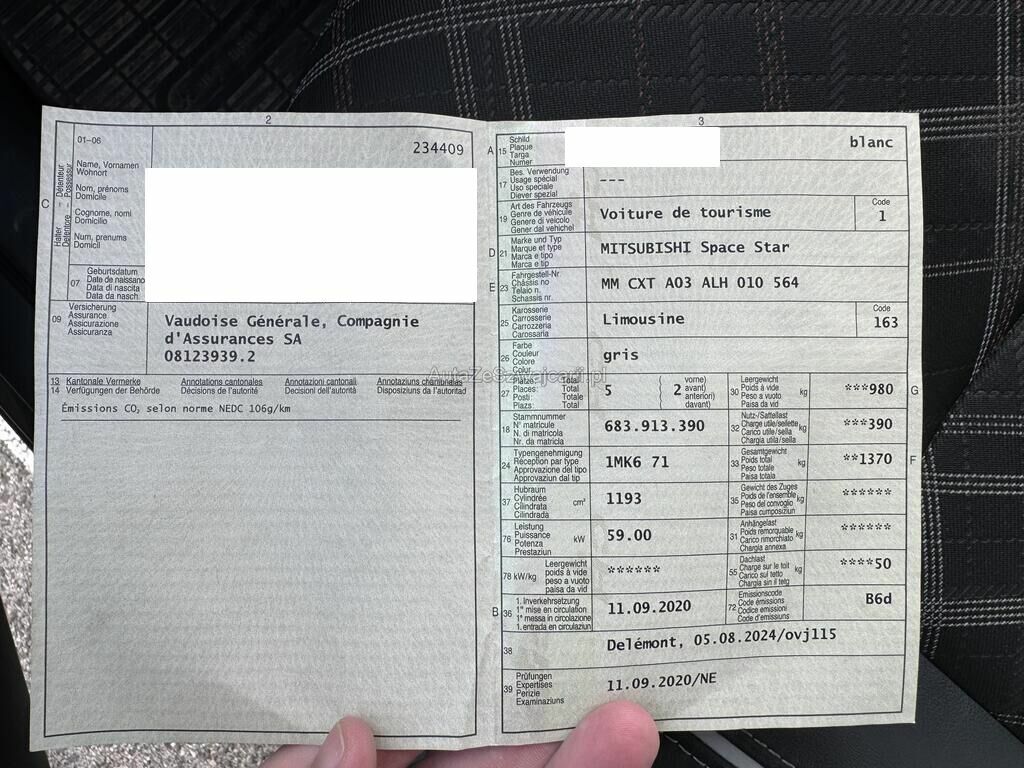 2
01–06
234409
C
Halter – Détenteur
Detentore – Possessur
Name, Vornamen
Wohnort
Nom, prénoms
Domicile
Cognome, nomi
Domicilio
Num, prenums
Domicil
07
Geburtsdatum
Date de naissanc
Data di nascita
Data da nasch.
09
Versicherung
Assurance
Assicurazione
Assicuranza
Vaudoise Générale, Compagnie
d'Assurances SA
08123939.2
13 Kantonale Vermerke Annotations cantonales Annotazioni cantonali Annotaziuns chantunalas
14 Verfügungen der Behörde Décisions de l'autorité Decisioni dell'autorità Disposiziuns da l'autoritad
Émissions CO₂ selon norme NEDC 106g/km
3
A 15
Schild
Plaque
Targa
Numer
blanc
17
Bes. Verwendung
Usage spécial
Uso speciale
Diever spezial
---
19
Art des Fahrzeugs
Genre de véhicule
Genere di veicolo
Gener dal vehichel
Voiture de tourisme
Code
1
D 21
Marke und Typ
Marque et type
Marca e tipo
Marca e tip
MITSUBISHI Space Star
E 23
Fahrgestell-Nr
Châssis no
Telaio n.
Schassis nr.
MM CXT A03 ALH 010 564
25
Karosserie
Carrosserie
Carrozzeria
Carossaria
Limousine
Code
163
26
Farbe
Couleur
Colore
Colur
gris
AutaZeSzwajcarii.pl
27
Plätze: Total
Places: Total
Posti: Totale
Plazs: Total
5
2
vorne)
avant)
anteriori)
davant)
30
Leergewicht
Poids à vide
Peso a vuoto
Paisa da vid
kg
***980
G
18
Stammnummer
N° matricule
N. di matricola
Nr. da matricla
683.913.390
32
Nutz-/Sattellast
Charge utile/sellette
Carico utile/sella
Chargia utila/sella
kg
***390
24
Typengenehmigung
Réception par type
Approvazione del tipo
Approvaziun dal tip
1MK6 71
33
Gesamtgewicht
Poids total
Peso totale
Paisa totala
kg
**1370
F
37
Hubraum
Cylindrée
Cilindrata
Cilindrada
cm³
1193
35
Gewicht des Zuges
Poids de l'ensemble
Peso del convoglio
Paisa cumposiziun
kg
******
76
Leistung
Puissance
Potenza
Prestaziun
kW
59.00
31
Anhängelast
Poids remorquable
Carico rimorchiato
Chargia annexa
kg
******
78 kW/kg
Leergewicht
poids à vide
peso a vuoto
paisa da vid
******
55
Dachlast
Charge sur le toit
Carico sul tetto
Chargia sin il tetg
kg
****50
B 36
1. Inverkehrsetzung
1re mise en circulation
1a messa in circolazione
1. entrada en circulaziun
11.09.2020
72
Emissionscode
Code émissions
Codice emissioni
Code d'emissiuns
B6d
38
Delémont, 05.08.2024/ovj115
39
Prüfungen
Expertises
Perizie
Examinaziuns
11.09.2020/NE